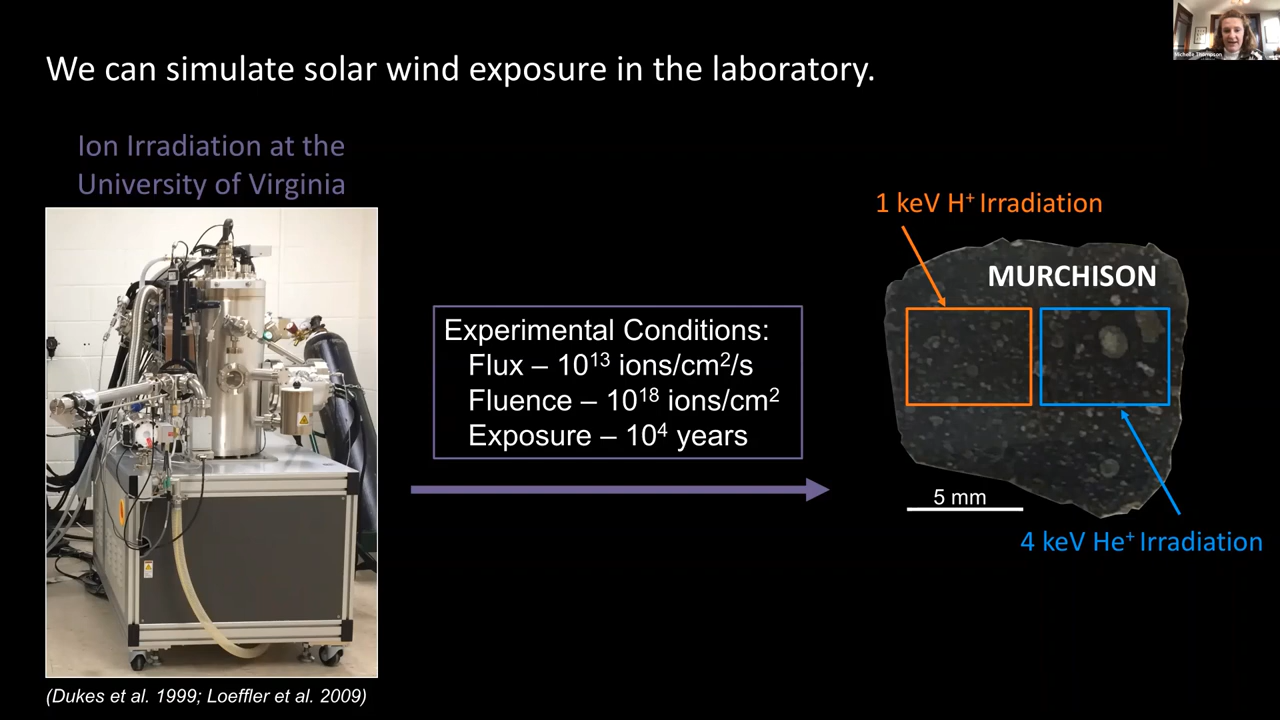 Michelle Thompson
We can simulate solar wind exposure in the laboratory.
Ion Irradiation at the
University of Virginia
1 keV H⁺ Irradiation
MURCHISON
Experimental Conditions:
Flux – 10¹³ ions/cm²/s
Fluence – 10¹⁸ ions/cm²
Exposure – 10⁴ years
5 mm
4 keV He⁺ Irradiation
(Dukes et al. 1999; Loeffler et al. 2009)